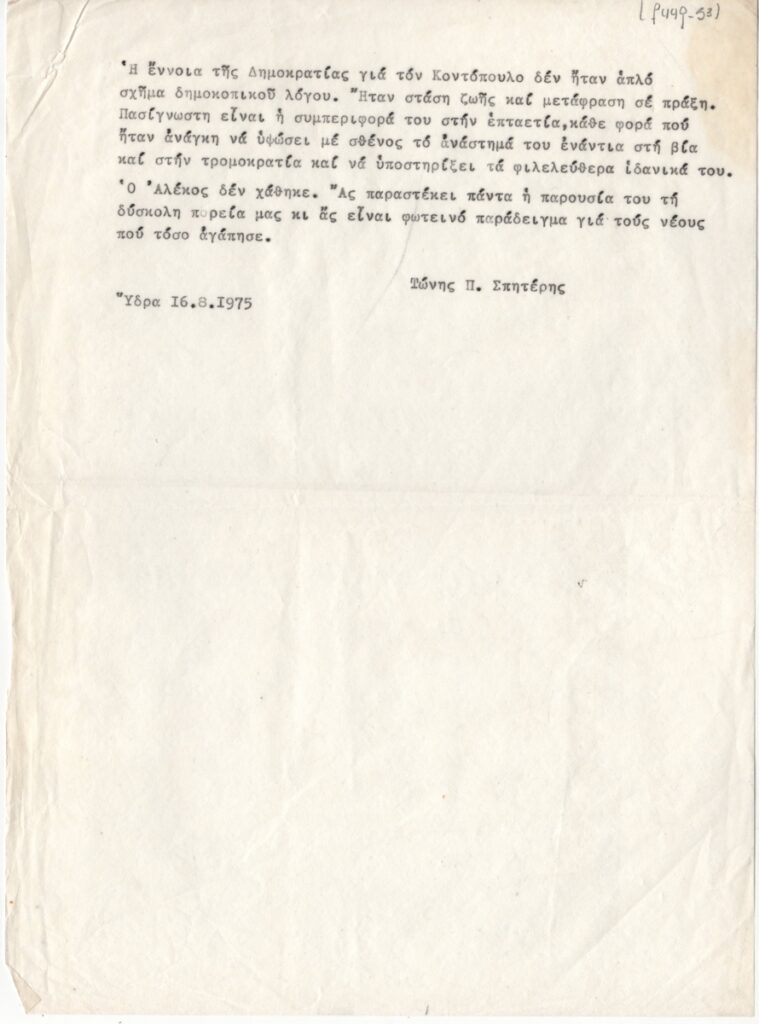 Ἡ ἔννοια τῆς Δημοκρατίας γιά τόν Κοντόπουλο δέν ἦταν ἁπλό
σχῆμα δημοκοπικοῦ λόγου. Ἦταν στάση ζωῆς καί μετάφραση σέ πράξη.
Πασίγνωστη εἶναι ἡ συμπεριφορά του στήν ἑπταετία,κάθε φορά πού
ἦταν ἀνάγκη νά ὑψώσει μέ σθένος τό ἀνάστημά του ἐνάντια στή βία
καί στήν τρομοκρατία καί νά ὑποστηρίξει τά φιλελεύθερα ἰδανικά του.
Ὁ Ἀλέκος δέν χάθηκε. Ἄς παραστέκει πάντα ἡ παρουσία του τή
δύσκολη πορεία μας κι ἄς εἶναι φωτεινό παράδειγμα γιά τούς νέους
πού τόσο ἀγάπησε.
Τώνης Π. Σπητέρης
Ὕδρα 16.8.1975